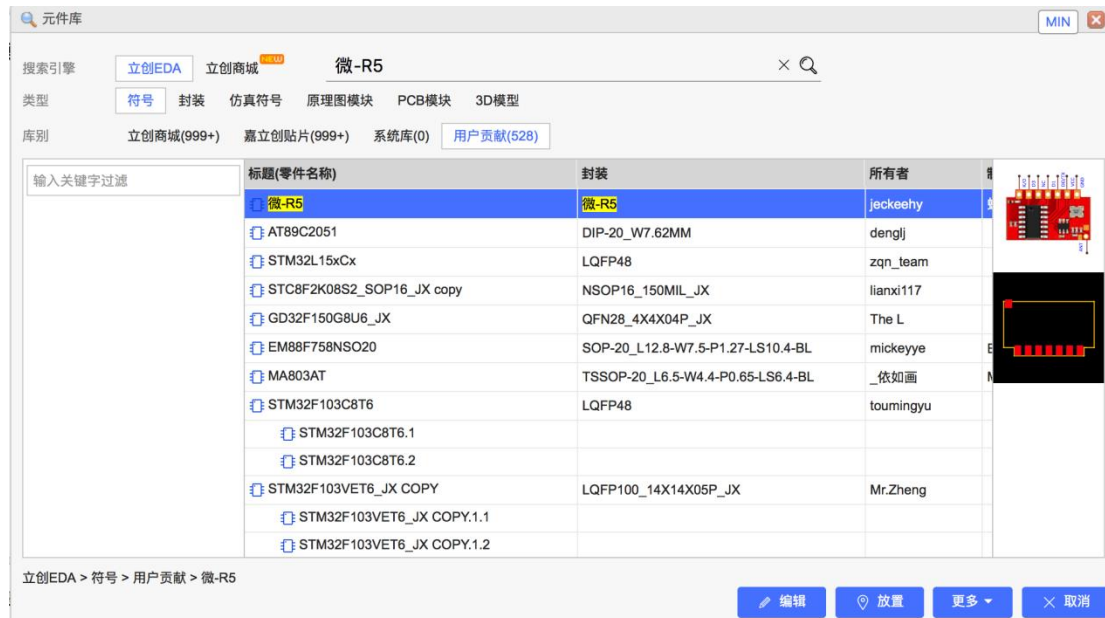 元件库 MIN
搜索引擎 立创EDA 立创商城 NEW 微-R5
类型 符号 封装 仿真符号 原理图模块 PCB模块 3D模型
库别 立创商城(999+) 嘉立创贴片(999+) 系统库(0) 用户贡献(528)
输入关键字过滤
标题(零件名称) 封装 所有者
微-R5 微-R5 jeckeehy
AT89C2051 DIP-20_W7.62MM denglj
STM32L15xCx LQFP48 zqn_team
STC8F2K08S2_SOP16_JX copy NSOP16_150MIL_JX lianxi117
GD32F150G8U6_JX QFN28_4X4X04P_JX The L
EM88F758NSO20 SOP-20_L12.8-W7.5-P1.27-LS10.4-BL mickeyye
MA803AT TSSOP-20_L6.5-W4.4-P0.65-LS6.4-BL _依如画
STM32F103C8T6 LQFP48 toumingyu
STM32F103C8T6.1
STM32F103C8T6.2
STM32F103VET6_JX COPY LQFP100_14X14X05P_JX Mr.Zheng
STM32F103VET6_JX COPY.1.1
STM32F103VET6_JX COPY.1.2
立创EDA > 符号 > 用户贡献 > 微-R5
编辑 放置 更多 取消